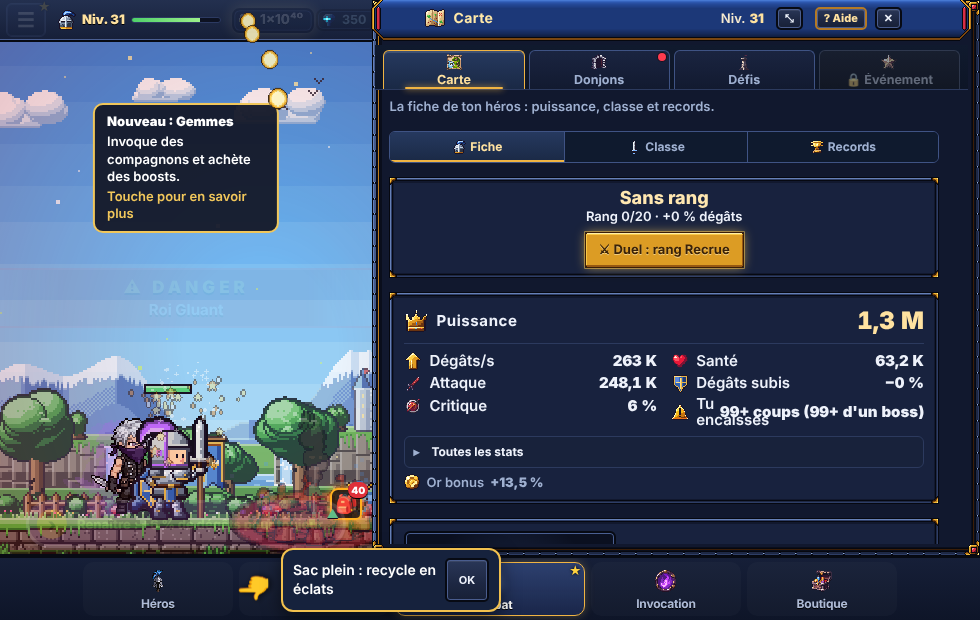 Niv. 31
1×10⁴⁰
350
Carte
Niv. 31
? Aide
Carte
Donjons
Défis
Événement
La fiche de ton héros : puissance, classe et records.
Nouveau : Gemmes
Invoque des
compagnons et achète
des boosts.
Touche pour en savoir
plus
Fiche
Classe
Records
Sans rang
Rang 0/20 · +0 % dégâts
Duel : rang Recrue
DANGER
Roi Gluant
Puissance
1,3 M
Dégâts/s 263 K
Santé 63,2 K
Attaque 248,1 K
Dégâts subis −0 %
Critique 6 %
Tu
encaisses
99+ coups (99+ d'un boss)
Toutes les stats
Or bonus +13,5 %
40
Sac plein : recycle en
éclats
OK
Héros
Invocation
Boutique